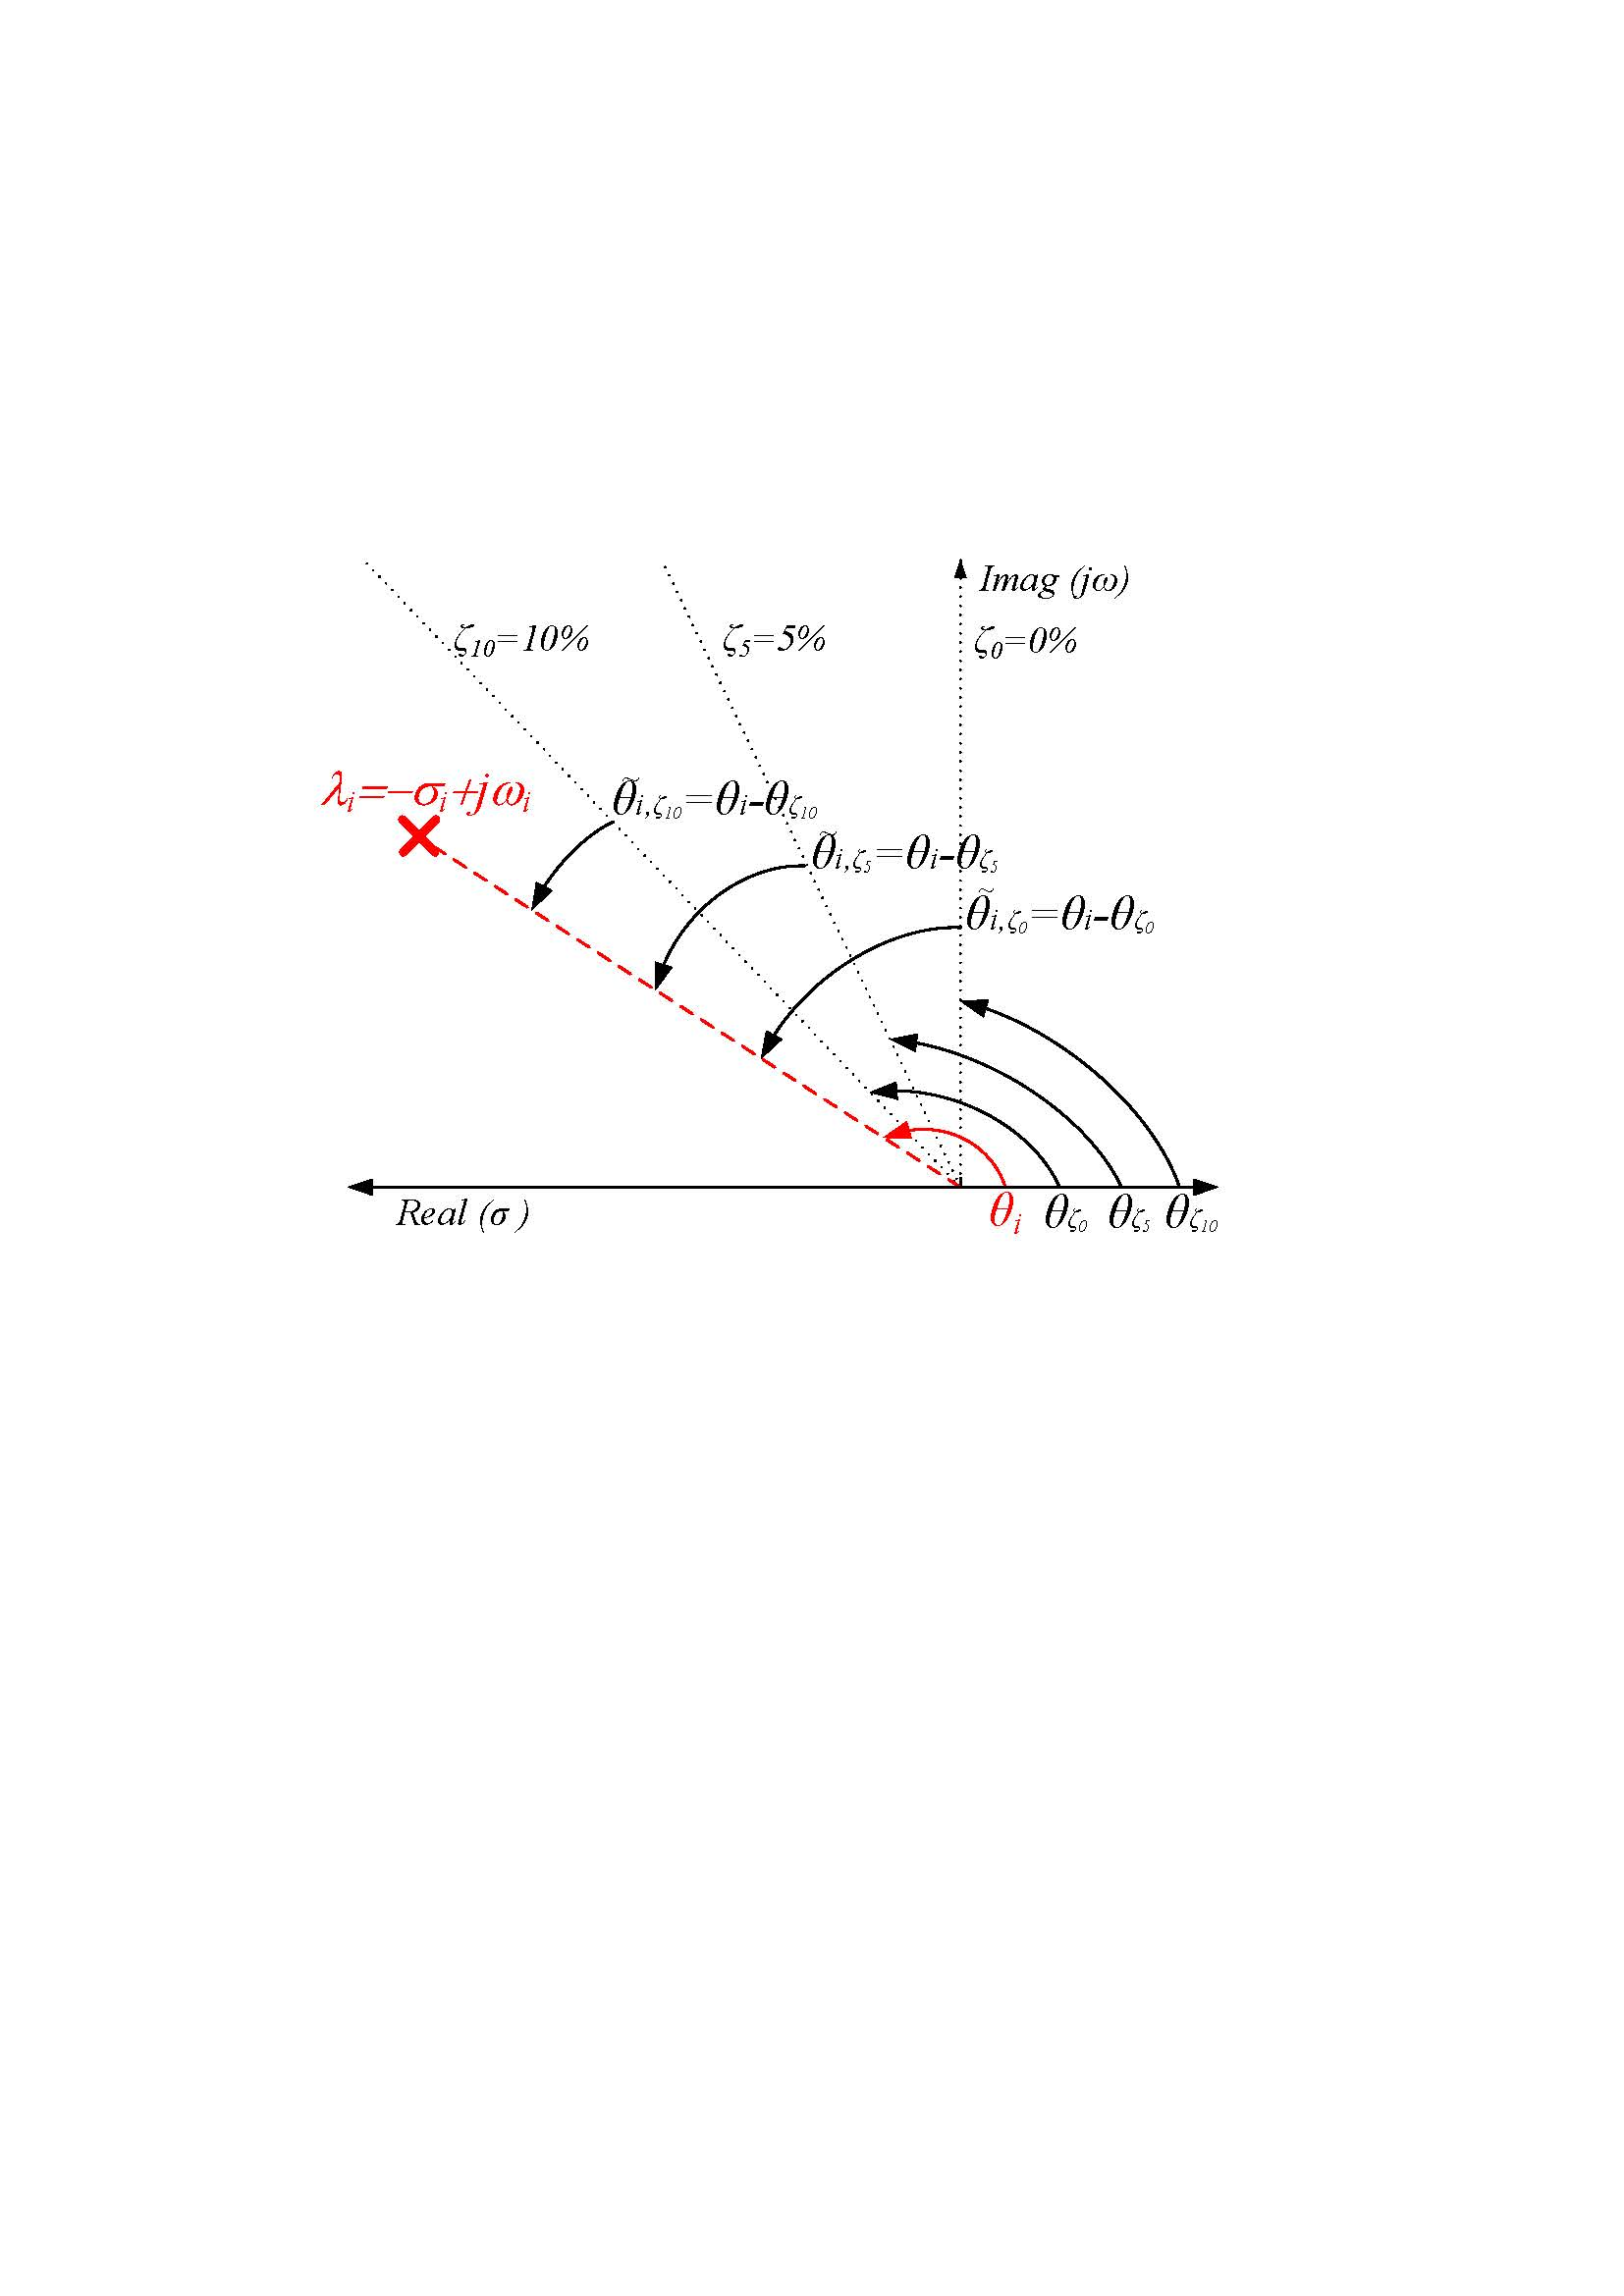 Imag (jω)
ζ10=10% ζ5=5% ζ0=0%
λi=−σi+jωi
θ̃i,ζ10=θi-θζ10
θ̃i,ζ5=θi-θζ5
θ̃i,ζ0=θi-θζ0
Real (σ ) θi θζ0 θζ5 θζ10